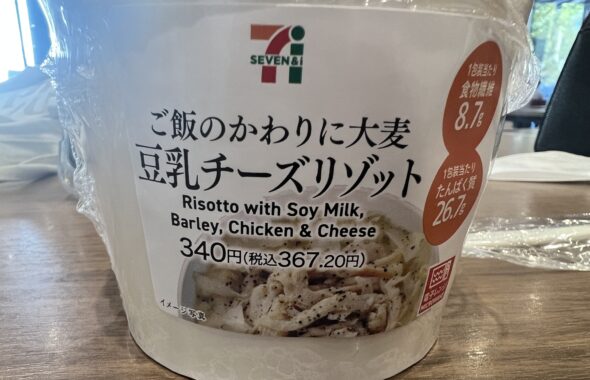 SEVEN&i
ご飯のかわりに大麦
豆乳チーズリゾット
Risotto with Soy Milk,
Barley, Chicken & Cheese
340円(税込367.20円)
1包装当たり
食物繊維
8.7g
1包装当たり
たんぱく質
26.7g
イメージ写真